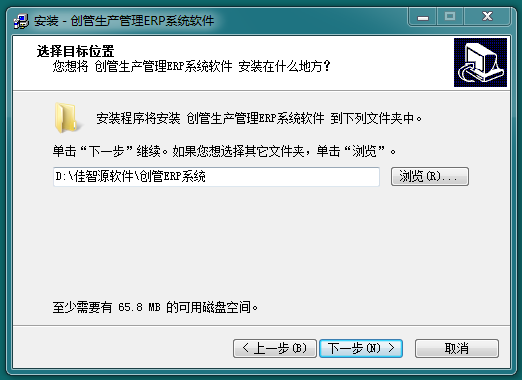 安装 - 创管生产管理ERP系统软件
选择目标位置
您想将 创管生产管理ERP系统软件 安装在什么地方?
安装程序将安装 创管生产管理ERP系统软件 到下列文件夹中。
单击“下一步”继续。如果您想选择其它文件夹，单击“浏览”。
D:\佳智源软件\创管ERP系统
浏览(R)...
至少需要有 65.8 MB 的可用磁盘空间。
< 上一步(B)
下一步(N) >
取消